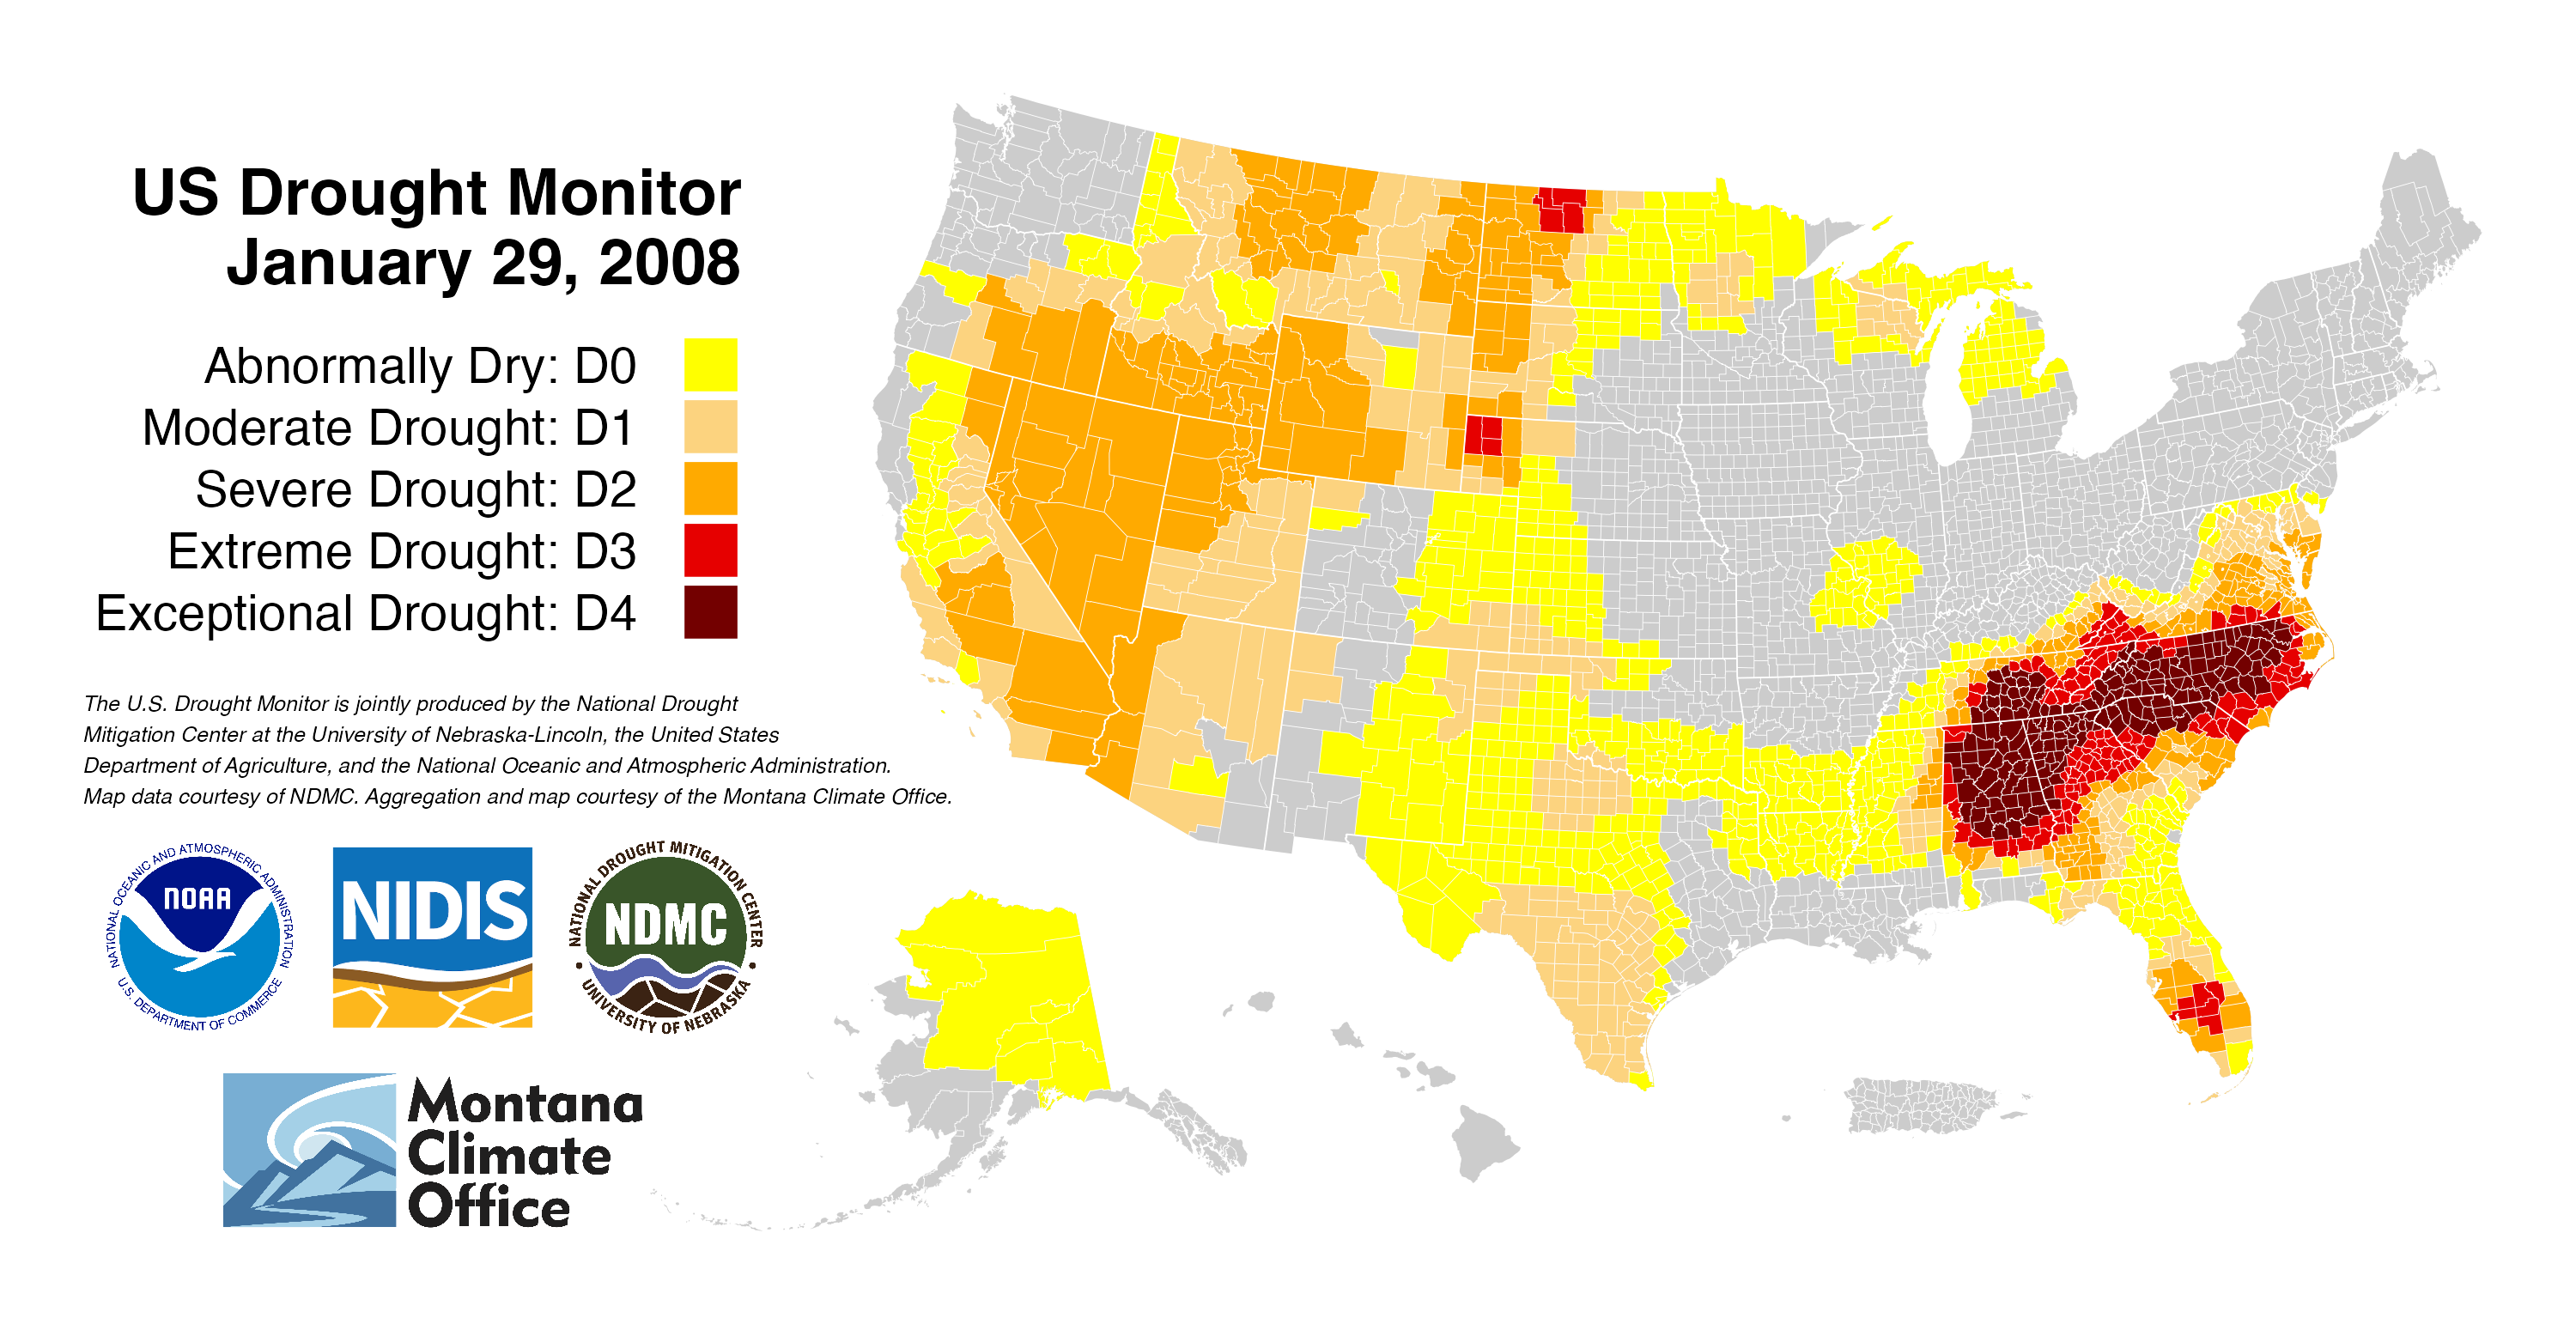 US Drought Monitor
January 29, 2008
Abnormally Dry: D0
Moderate Drought: D1
Severe Drought: D2
Extreme Drought: D3
Exceptional Drought: D4
The U.S. Drought Monitor is jointly produced by the National Drought
Mitigation Center at the University of Nebraska-Lincoln, the United States
Department of Agriculture, and the National Oceanic and Atmospheric Administration.
Map data courtesy of NDMC. Aggregation and map courtesy of the Montana Climate Office.
NATIONAL OCEANIC AND ATMOSPHERIC ADMINISTRATION
NOAA
U.S. DEPARTMENT OF COMMERCE
NIDIS
NATIONAL DROUGHT MITIGATION CENTER
NDMC
UNIVERSITY OF NEBRASKA
Montana
Climate
Office